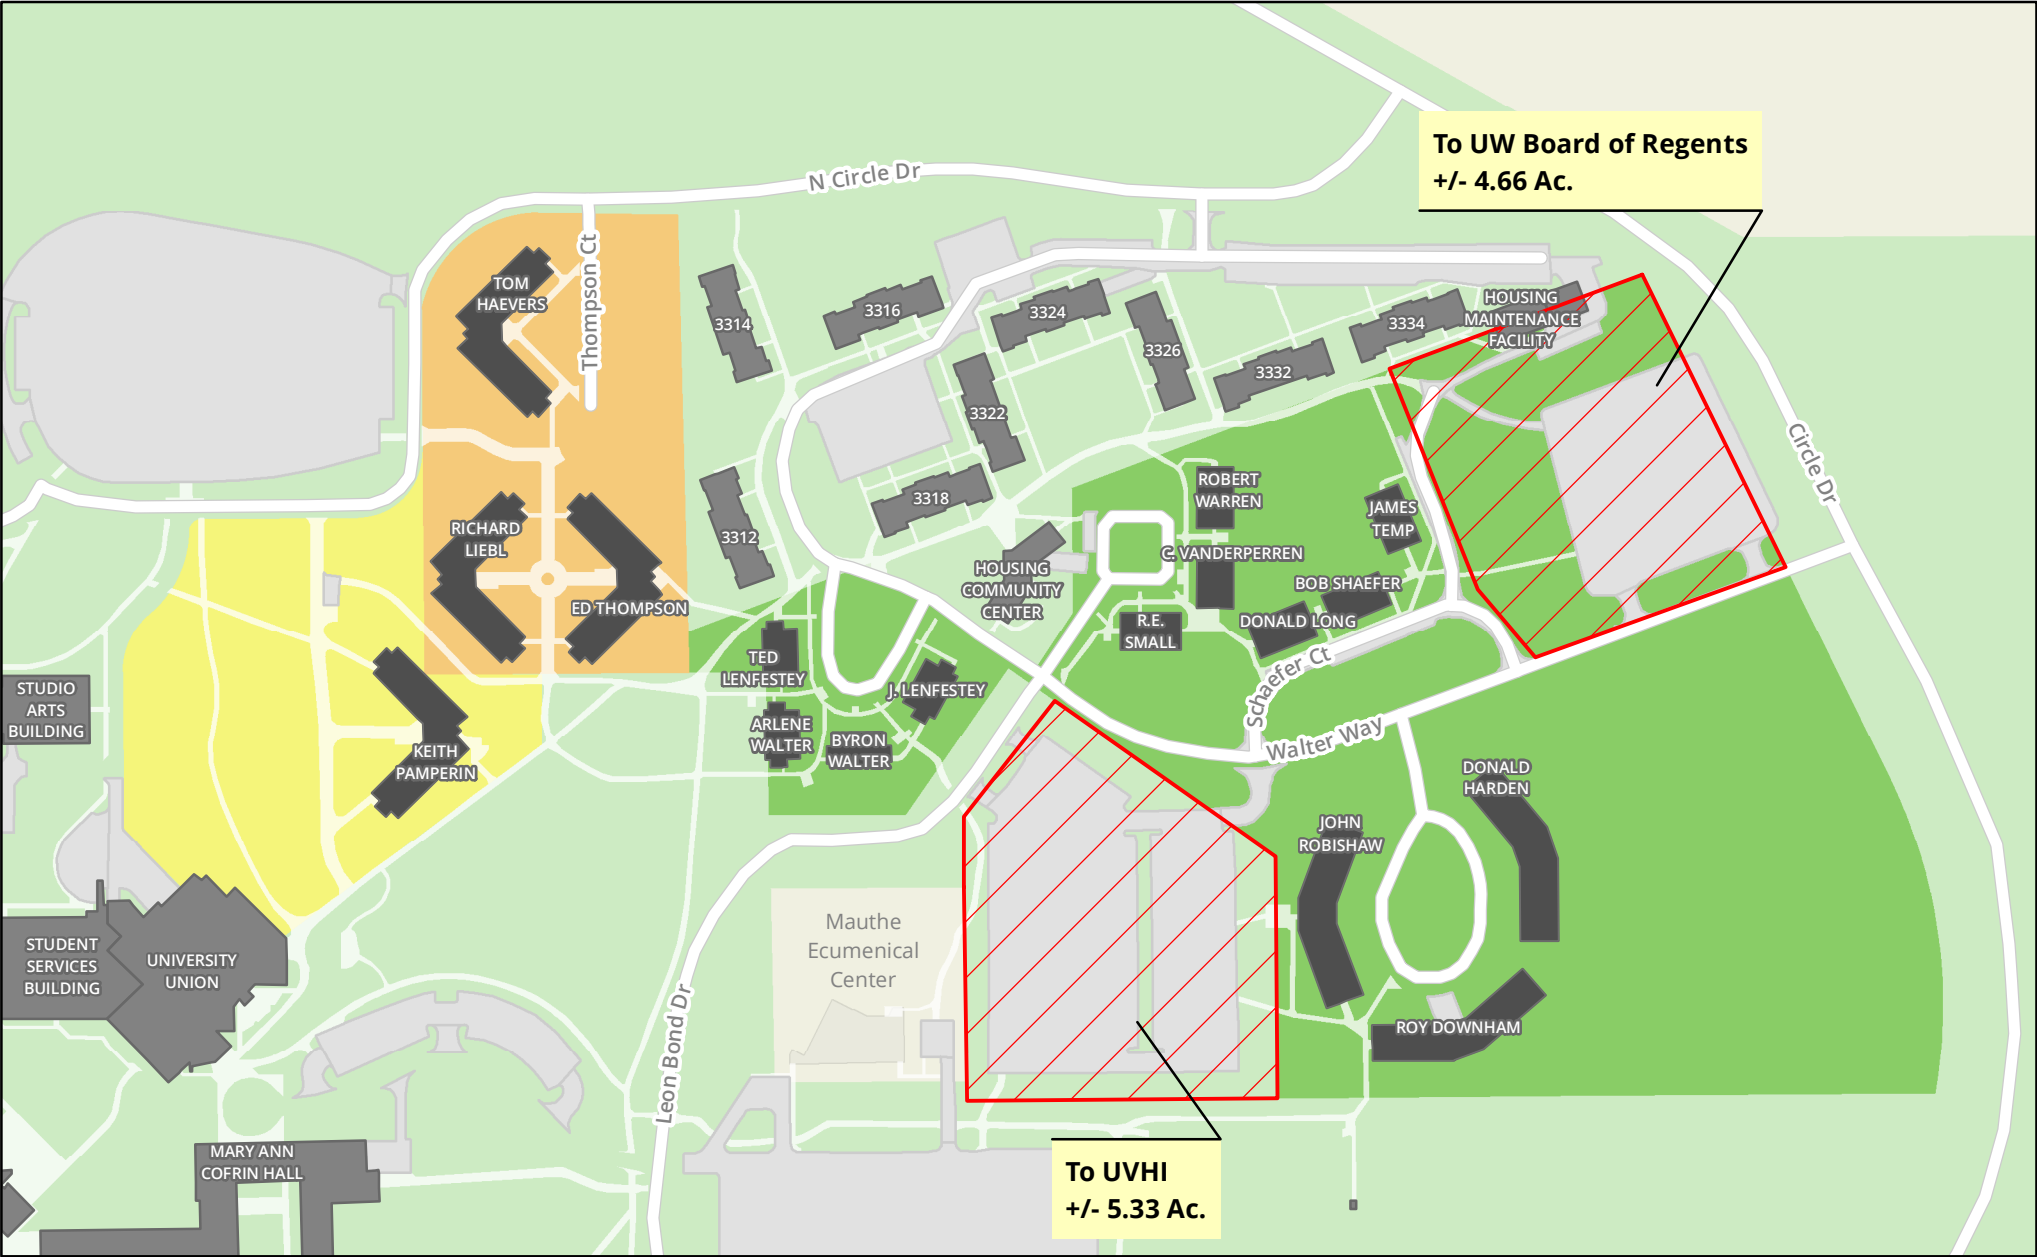 To UW Board of Regents
+/- 4.66 Ac.
N Circle Dr
Thompson Ct
TOM
HAEVERS
3314
3316
3324
3326
3332
3334
HOUSING
MAINTENANCE
FACILITY
3322
3318
3312
Circle Dr
ROBERT
WARREN
JAMES
TEMP
RICHARD
LIEBL
ED THOMPSON
HOUSING
COMMUNITY
CENTER
C. VANDERPERREN
BOB SHAEFER
DONALD LONG
R.E.
SMALL
Schaefer Ct
Walter Way
TED
LENFESTEY
J. LENFESTEY
ARLENE
WALTER
BYRON
WALTER
STUDIO
ARTS
BUILDING
KEITH
PAMPERIN
DONALD
HARDEN
JOHN
ROBISHAW
ROY DOWNHAM
Mauthe
Ecumenical
Center
STUDENT
SERVICES
BUILDING
UNIVERSITY
UNION
Leon Bond Dr
MARY ANN
COFRIN HALL
To UVHI
+/- 5.33 Ac.